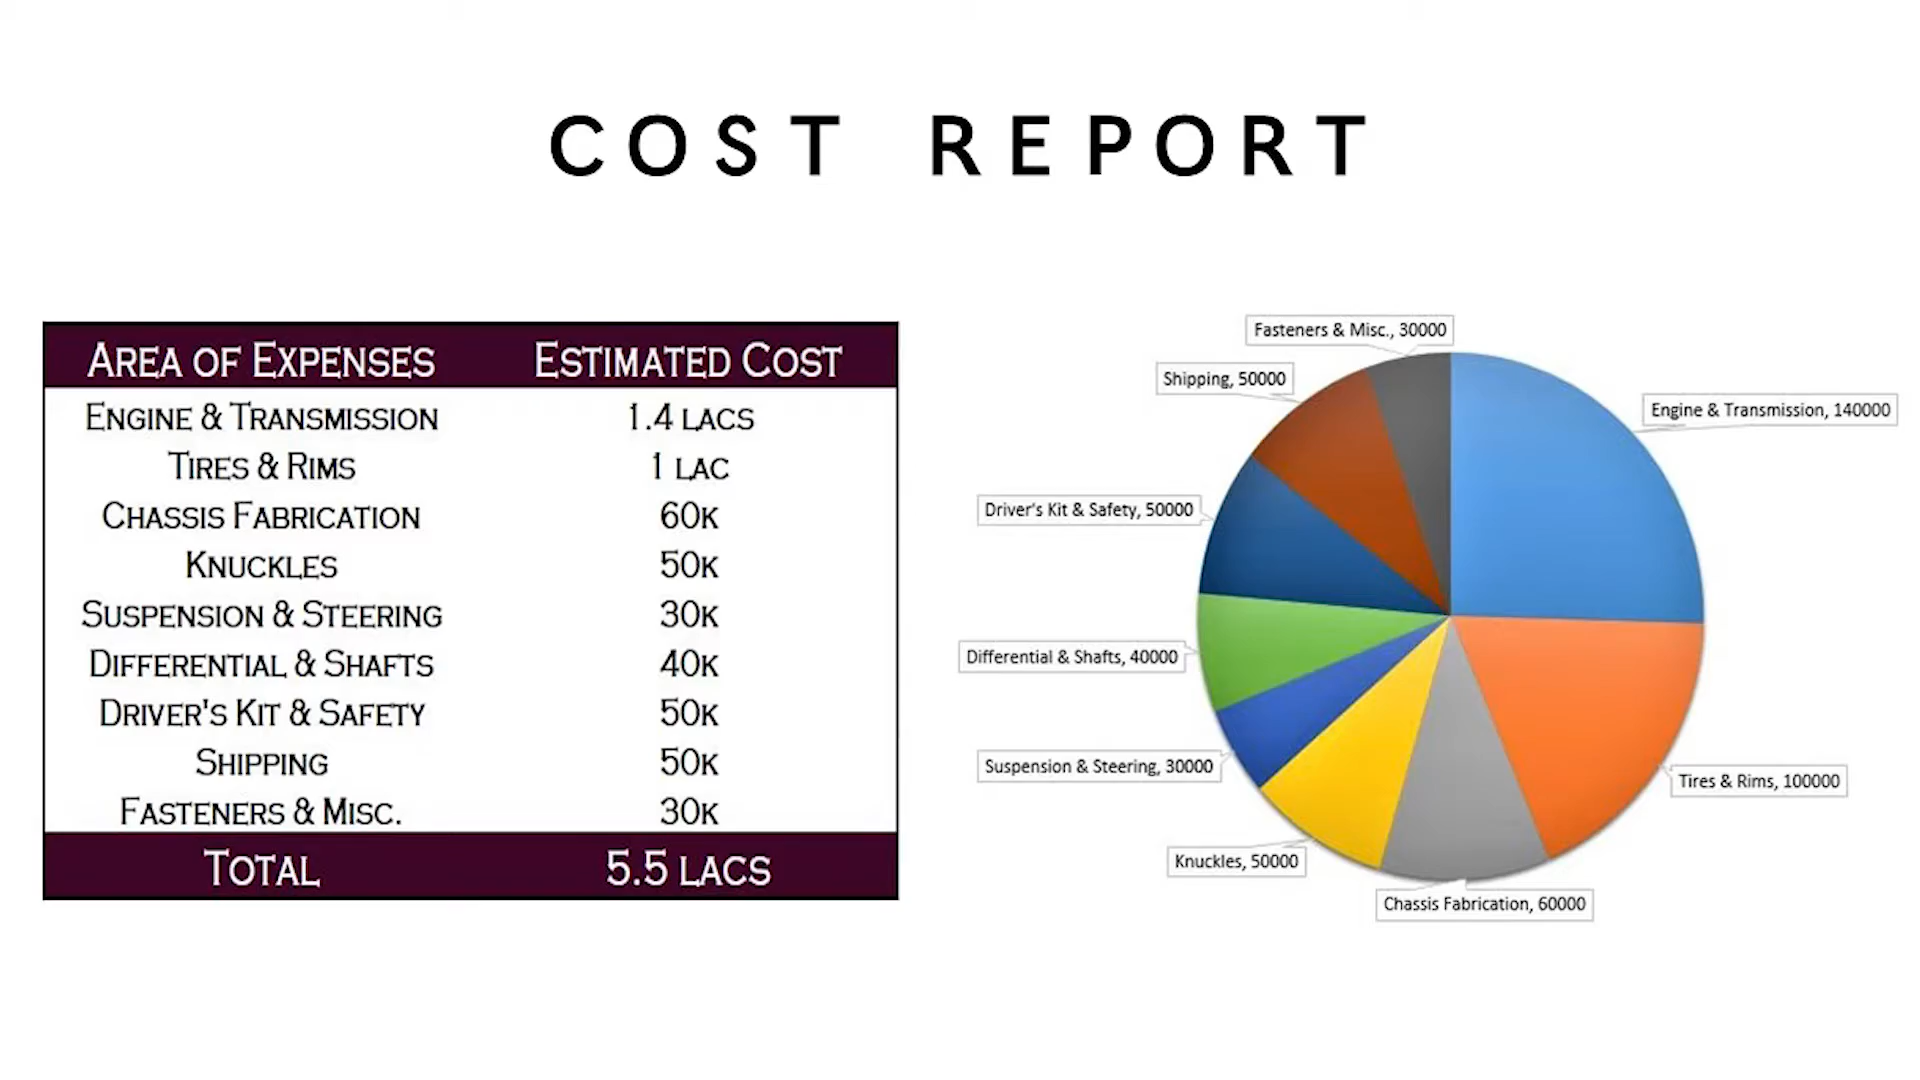 COST REPORT
AREA OF EXPENSES ESTIMATED COST
ENGINE & TRANSMISSION 1.4 LACS
TIRES & RIMS 1 LAC
CHASSIS FABRICATION 60K
KNUCKLES 50K
SUSPENSION & STEERING 30K
DIFFERENTIAL & SHAFTS 40K
DRIVER'S KIT & SAFETY 50K
SHIPPING 50K
FASTENERS & MISC. 30K
TOTAL 5.5 LACS
Fasteners & Misc., 30000
Shipping, 50000
Engine & Transmission, 140000
Driver's Kit & Safety, 50000
Differential & Shafts, 40000
Suspension & Steering, 30000
Tires & Rims, 100000
Knuckles, 50000
Chassis Fabrication, 60000